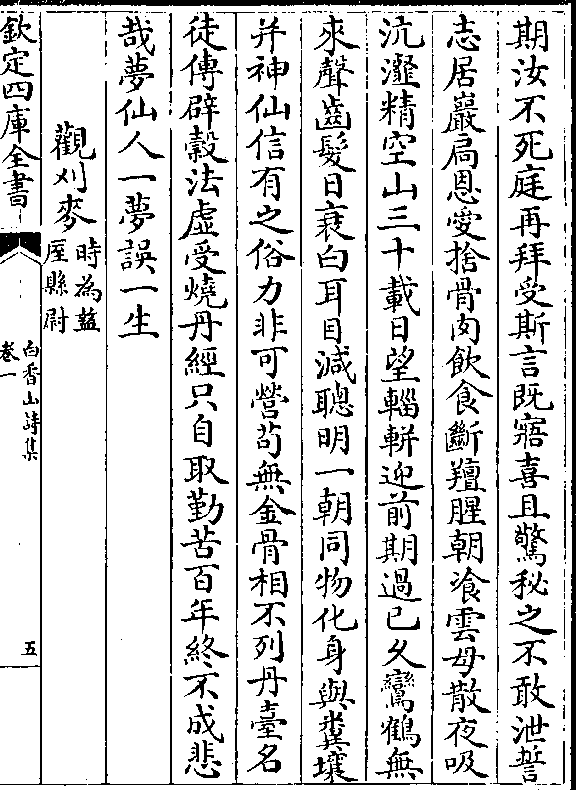 期汝不死庭再拜受斯言既寤喜且驚秘之不敢泄誓
志居巖扃恩愛捨骨肉飲食斷羶腥朝飡雲母散夜吸
沆瀣精空山三十載日望輜軿迎前期過已久鸞鶴無
來聲齒髮日衰白耳目減聰明一朝同物化身與糞壤
并神仙信有之俗力非可營茍無金骨相不列丹臺名
徒傳辟糓法虛受燒丹經只自取勤苦百年終不成悲
哉夢仙人一夢誤一生
觀刈麥
時為盩
厔縣尉
欽定四庫全書
白香山詩集
卷一
五